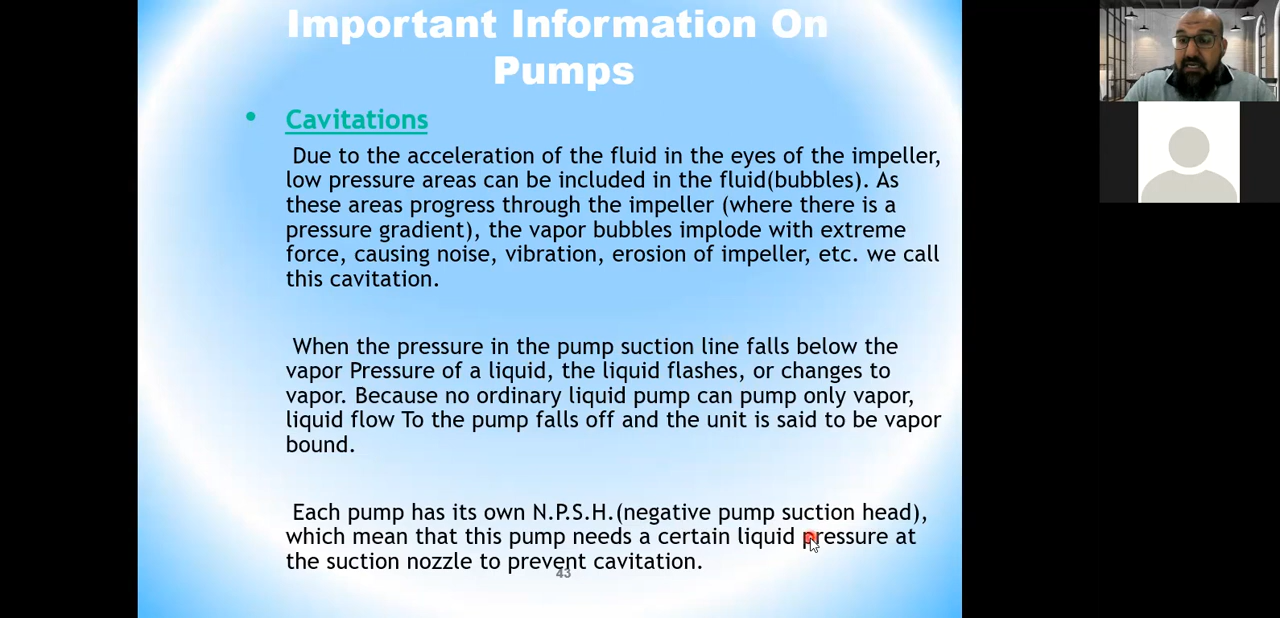 Important Information On
Pumps
• Cavitations
Due to the acceleration of the fluid in the eyes of the impeller,
low pressure areas can be included in the fluid(bubbles). As
these areas progress through the impeller (where there is a
pressure gradient), the vapor bubbles implode with extreme
force, causing noise, vibration, erosion of impeller, etc. we call
this cavitation.
When the pressure in the pump suction line falls below the
vapor Pressure of a liquid, the liquid flashes, or changes to
vapor. Because no ordinary liquid pump can pump only vapor,
liquid flow To the pump falls off and the unit is said to be vapor
bound.
Each pump has its own N.P.S.H.(negative pump suction head),
which mean that this pump needs a certain liquid pressure at
the suction nozzle to prevent cavitation.
43